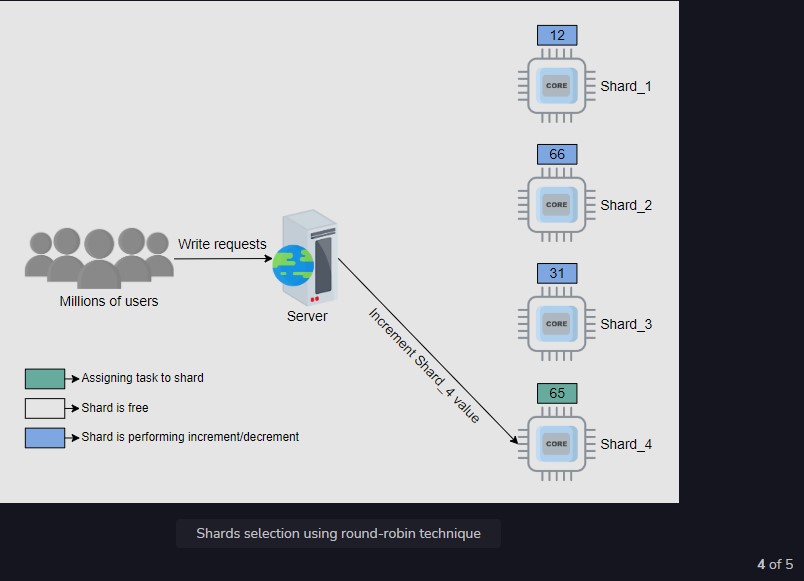 12
CORE
Shard_1
66
CORE
Shard_2
Write requests
Millions of users
Server
31
CORE
Shard_3
Increment Shard_4 value
Assigning task to shard
Shard is free
Shard is performing increment/decrement
65
CORE
Shard_4
Shards selection using round-robin technique
4 of 5